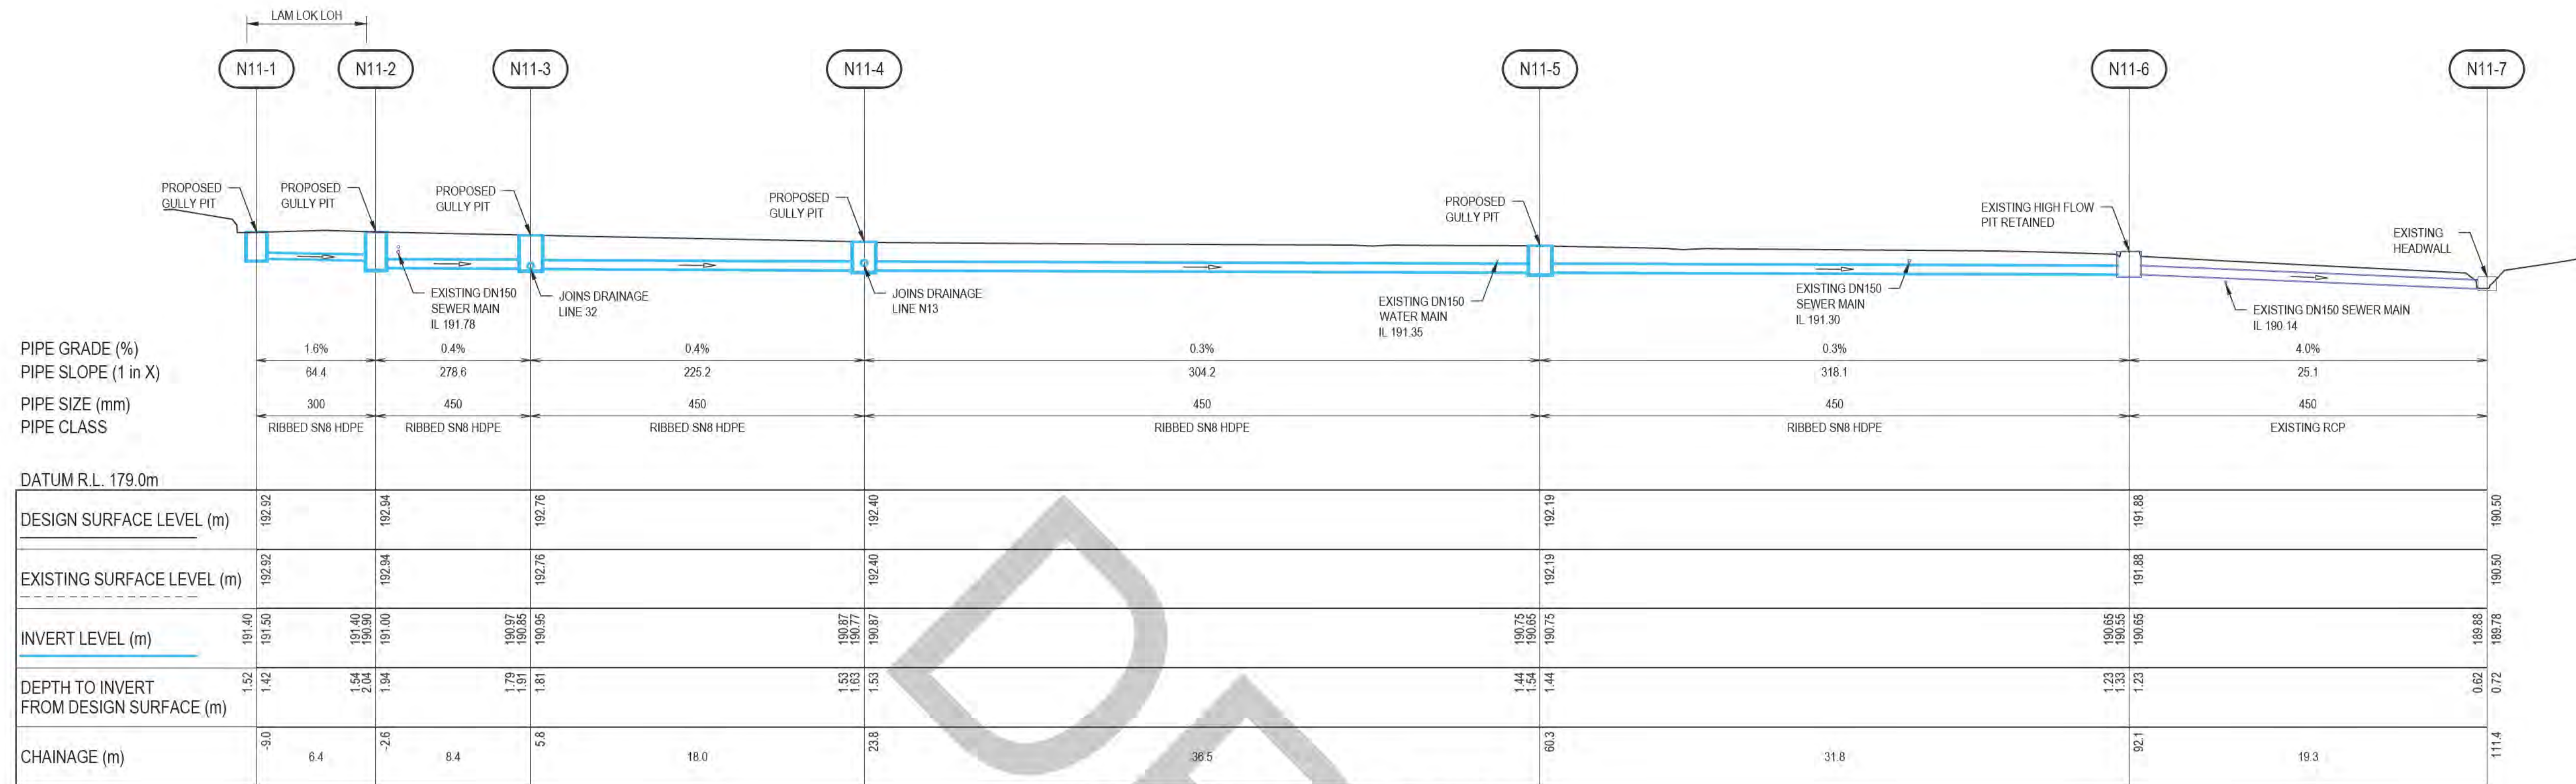 LAM LOK LOH
N11-1 N11-2 N11-3 N11-4 N11-5 N11-6 N11-7
PROPOSED
GULLY PIT
PROPOSED
GULLY PIT
PROPOSED
GULLY PIT
PROPOSED
GULLY PIT
PROPOSED
GULLY PIT
EXISTING HIGH FLOW
PIT RETAINED
EXISTING
HEADWALL
EXISTING DN150
SEWER MAIN
IL 191.78
JOINS DRAINAGE
LINE 32
JOINS DRAINAGE
LINE N13
EXISTING DN150
WATER MAIN
IL 191.35
EXISTING DN150
SEWER MAIN
IL 191.30
EXISTING DN150 SEWER MAIN
IL 190.14
PIPE GRADE (%) 1.6% 0.4% 0.4% 0.3% 0.3% 4.0%
PIPE SLOPE (1 in X) 64.4 278.6 225.2 304.2 318.1 25.1
PIPE SIZE (mm) 300 450 450 450 450 450
PIPE CLASS RIBBED SN8 HDPE RIBBED SN8 HDPE RIBBED SN8 HDPE RIBBED SN8 HDPE RIBBED SN8 HDPE EXISTING RCP
DATUM R.L. 179.0m
DESIGN SURFACE LEVEL (m) 192.92 192.94 192.76 192.40 192.19 191.88 190.50
EXISTING SURFACE LEVEL (m) 192.92 192.94 192.76 192.40 192.19 191.88 190.50
INVERT LEVEL (m) 191.40 191.50 191.40 190.90 191.00 190.97 190.85 190.95 190.87 190.77 190.87 190.75 190.65 190.75 190.65 190.55 190.65 189.88 189.78
DEPTH TO INVERT
FROM DESIGN SURFACE (m) 1.52 1.42 1.54 2.04 1.94 1.79 1.91 1.81 1.53 1.63 1.53 1.44 1.54 1.44 1.23 1.33 1.23 0.62 0.72
CHAINAGE (m) -9.0 6.4 -2.6 8.4 5.8 18.0 23.8 36.5 60.3 31.8 92.1 19.3 111.4